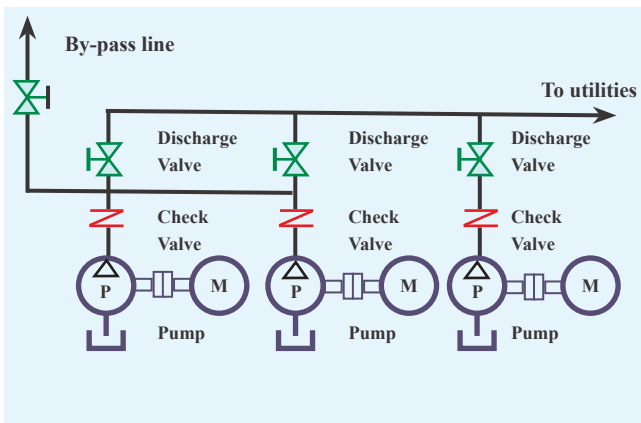 By-pass line
To utilities
Discharge
Valve
Discharge
Valve
Discharge
Valve
Check
Valve
Check
Valve
Check
Valve
P
M
P
M
P
M
Pump
Pump
Pump